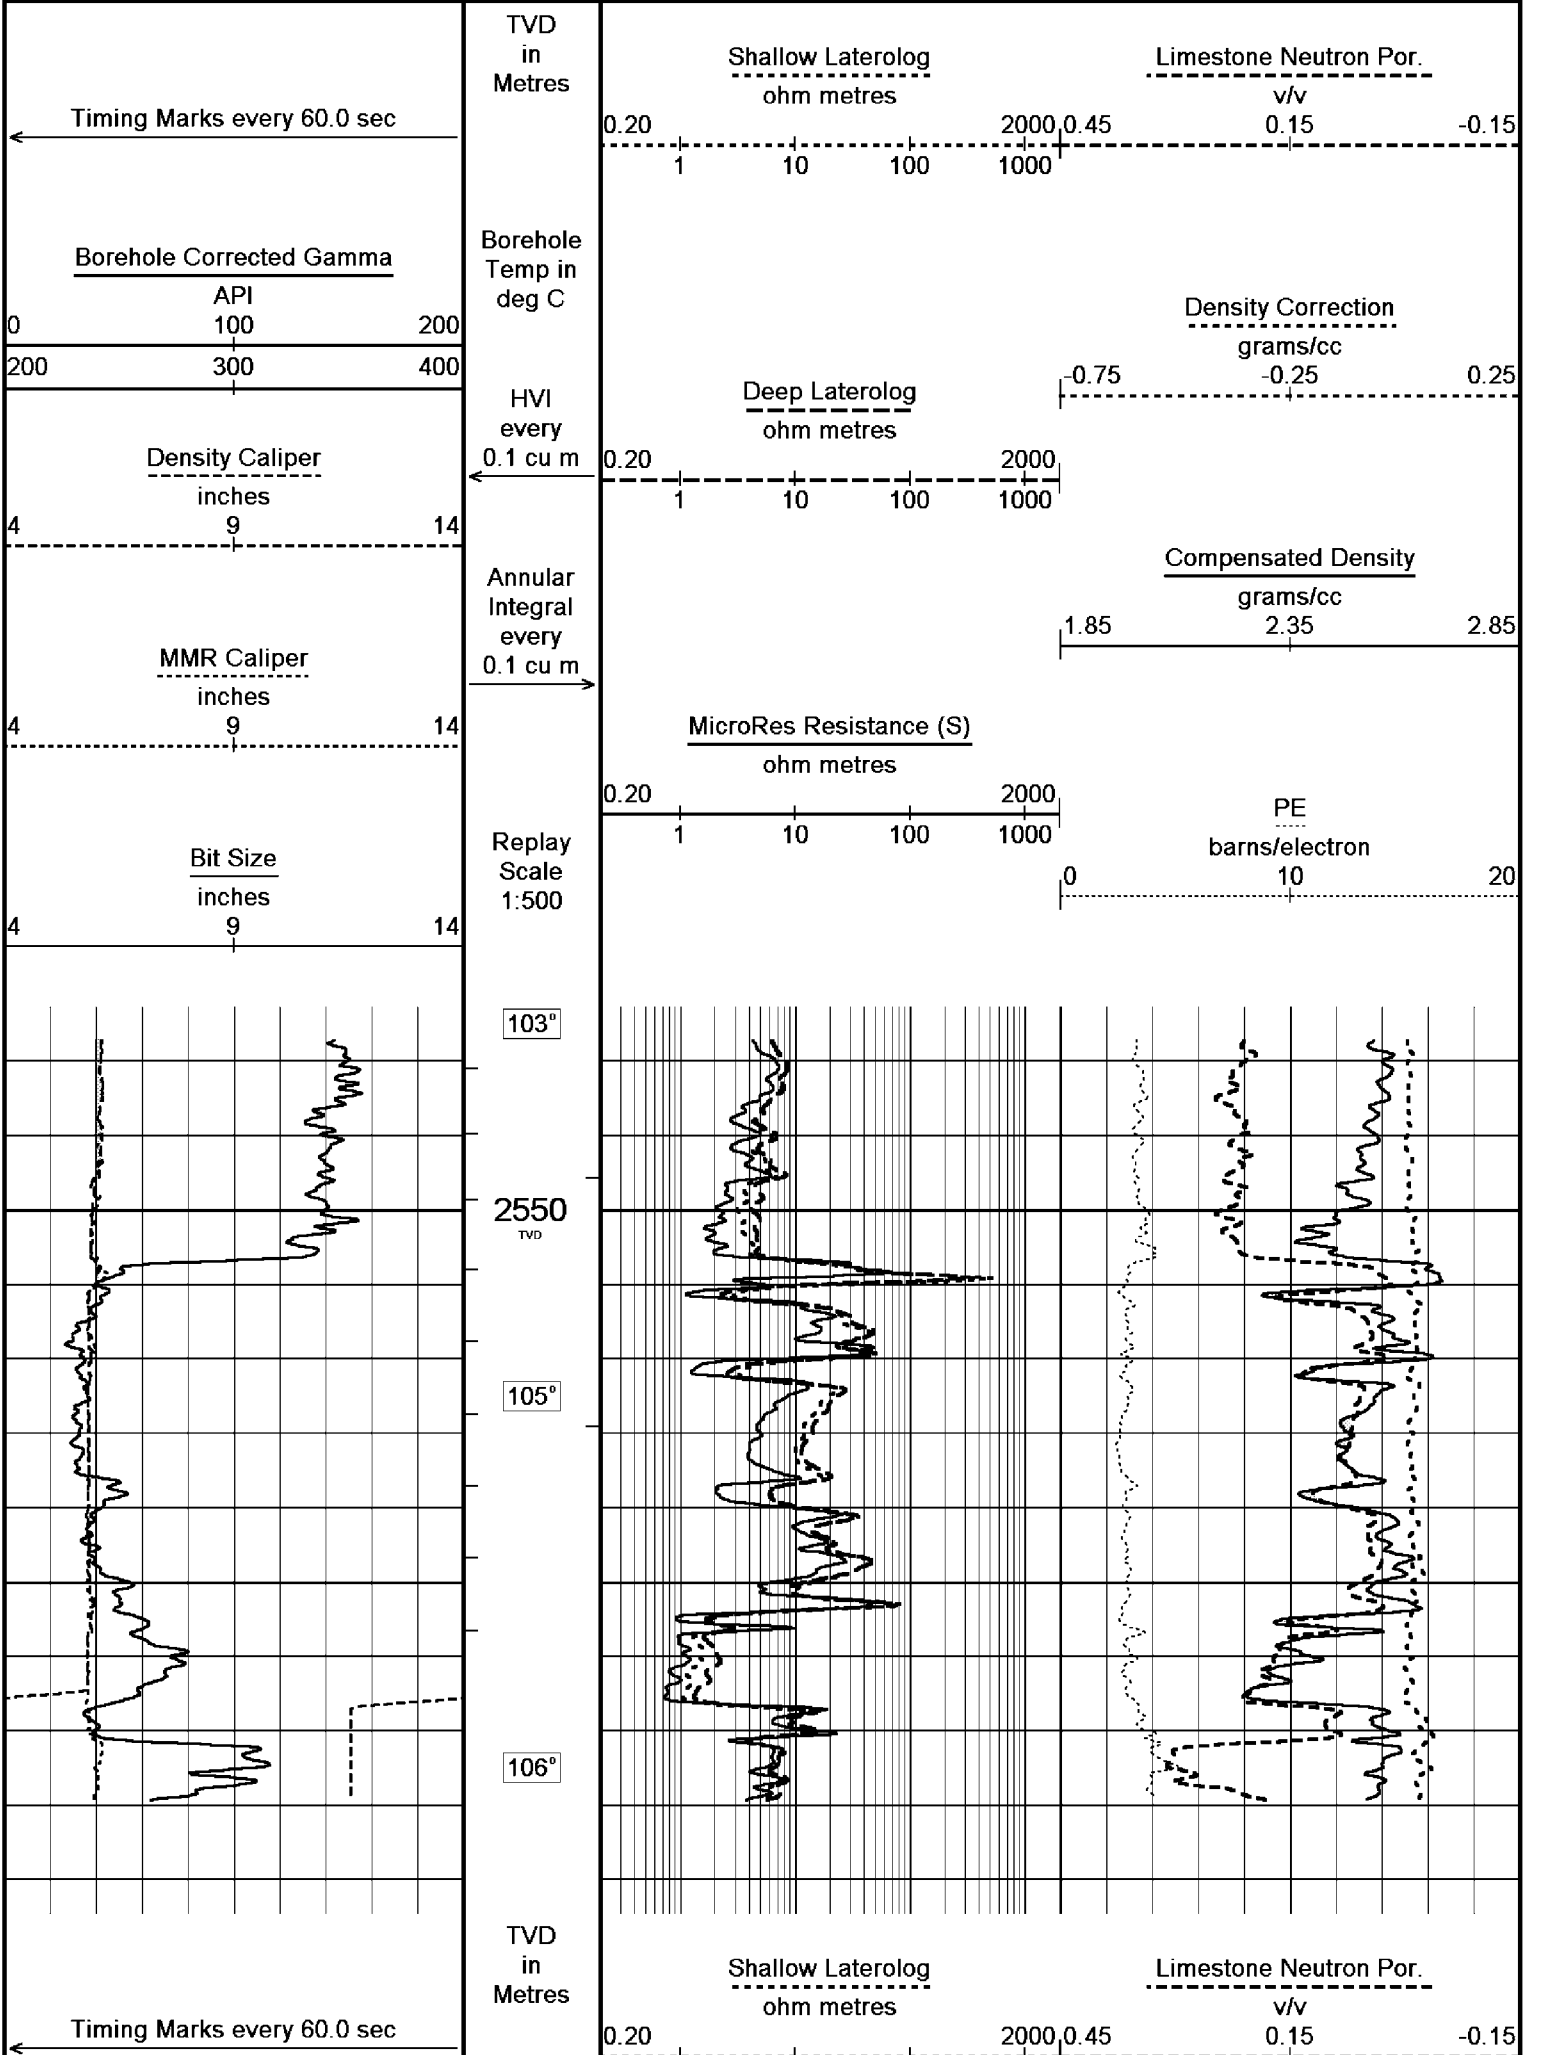 Timing Marks every 60.0 sec
Borehole Corrected Gamma
API
0 100 200
200 300 400
Density Caliper
inches
4 9 14
MMR Caliper
inches
4 9 14
Bit Size
inches
4 9 14
TVD
in
Metres
Borehole
Temp in
deg C
HVI
every
0.1 cu m
Annular
Integral
every
0.1 cu m
Replay
Scale
1:500
Shallow Laterolog
ohm metres
0.20 2000
1 10 100 1000
Deep Laterolog
ohm metres
0.20 2000
1 10 100 1000
MicroRes Resistance (S)
ohm metres
0.20 2000
1 10 100 1000
Limestone Neutron Por.
v/v
0.45 0.15 -0.15
Density Correction
grams/cc
-0.75 -0.25 0.25
Compensated Density
grams/cc
1.85 2.35 2.85
PE
barns/electron
0 10 20
103°
2550
TVD
105°
106°
Timing Marks every 60.0 sec
TVD
in
Metres
Shallow Laterolog
ohm metres
0.20 2000
Limestone Neutron Por.
v/v
0.45 0.15 -0.15